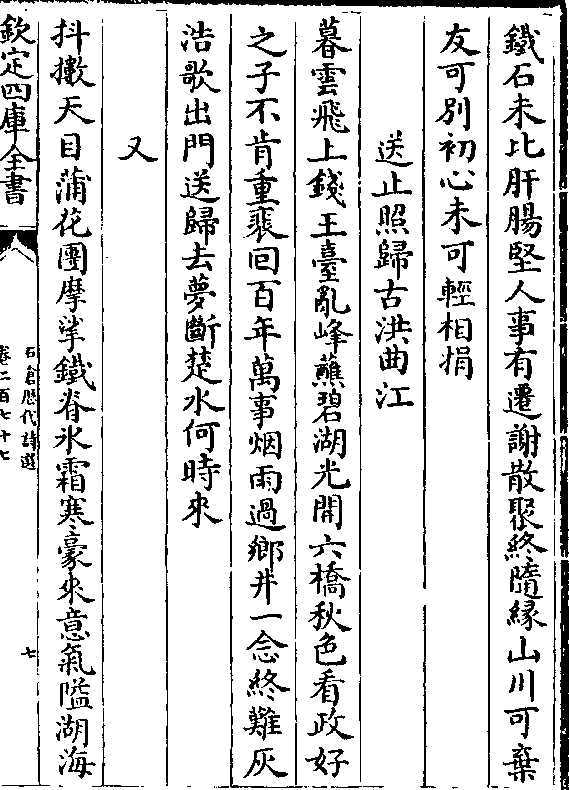 鐵石未比肝腸堅人事有遷謝散聚終隨縁山川可棄
友可別初心未可輕相捐
送止照歸古洪曲江
暮雲飛上錢王臺亂峰蘸碧湖光開六橋秋色看政好
之子不肯重裴回百年萬事烟雨過鄉井一念終難灰
浩歌出門送歸去夢斷楚水何時來
又
抖擻天目蒲花團摩挲鐵脊氷霜寒豪來意氣隘湖海
欽定四庫全書
石倉歴代詩選
卷二百七十七
七